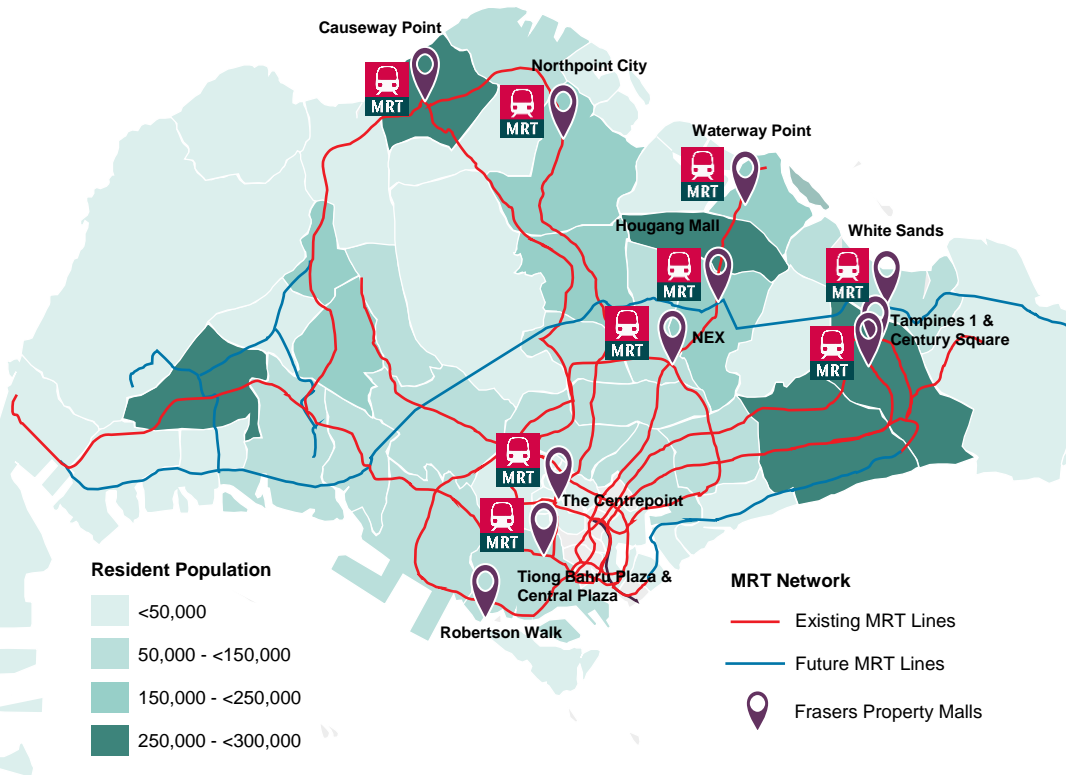 Causeway Point
MRT
Northpoint City
MRT
Waterway Point
MRT
Hougang Mall
MRT
White Sands
MRT
Tampines 1 &
Century Square
MRT
NEX
MRT
MRT
The Centrepoint
MRT
Tiong Bahru Plaza &
Central Plaza
Robertson Walk
Resident Population
<50,000
50,000 - <150,000
150,000 - <250,000
250,000 - <300,000
MRT Network
Existing MRT Lines
Future MRT Lines
Frasers Property Malls